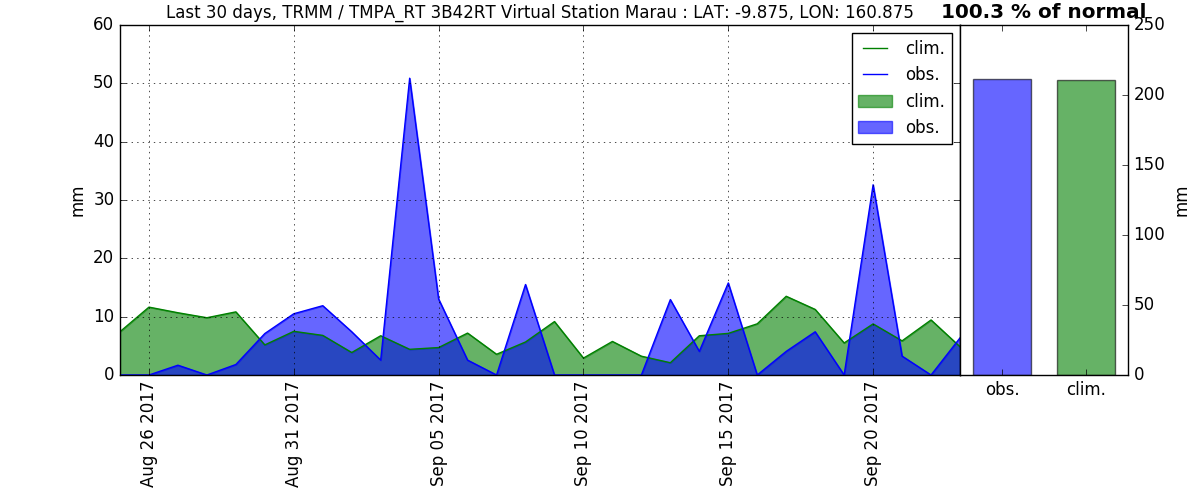 Last 30 days, TRMM / TMPA_RT 3B42RT Virtual Station Marau : LAT: -9.875, LON: 160.875
100.3 % of normal
60
50
40
30
20
10
0
mm
clim.
obs.
clim.
obs.
250
200
150
100
50
0
mm
Aug 26 2017
Aug 31 2017
Sep 05 2017
Sep 10 2017
Sep 15 2017
Sep 20 2017
obs.
clim.